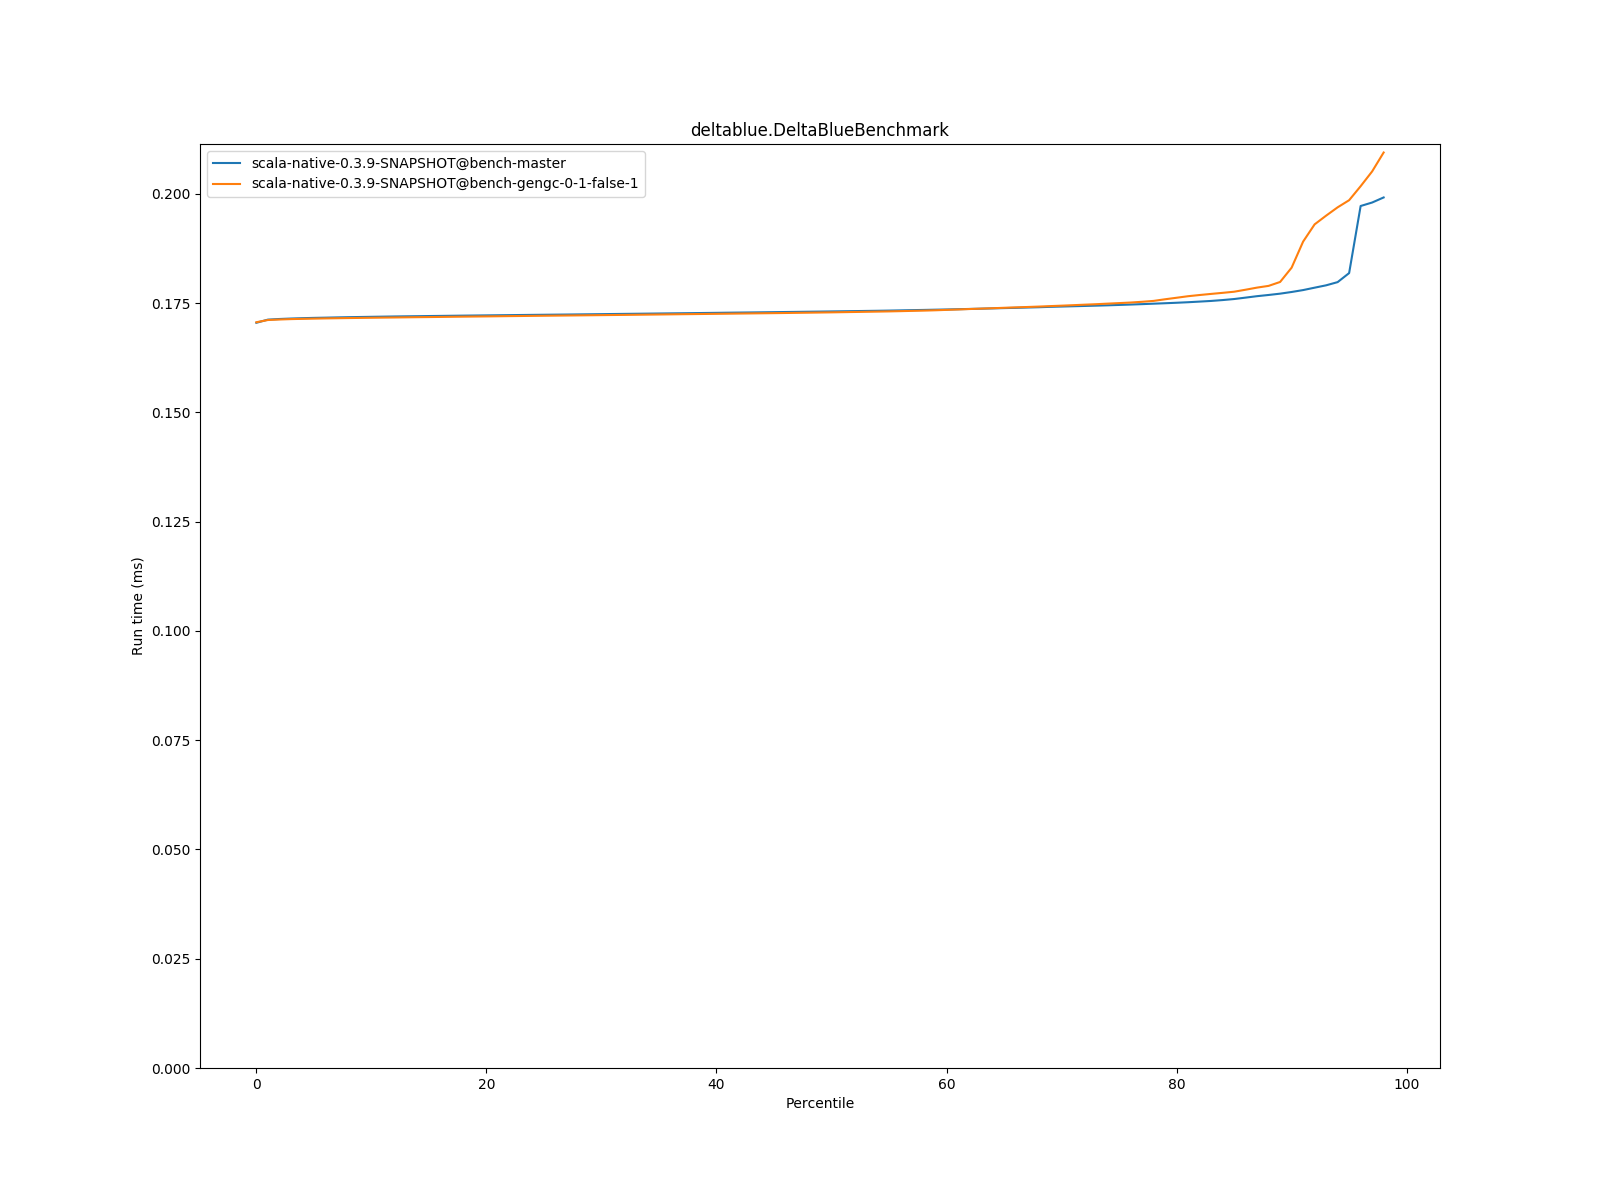 deltablue.DeltaBlueBenchmark
scala-native-0.3.9-SNAPSHOT@bench-master
scala-native-0.3.9-SNAPSHOT@bench-gengc-0-1-false-1
0.200
0.175
0.150
0.125
0.100
0.075
0.050
0.025
0.000
Run time (ms)
0 20 40 60 80 100
Percentile